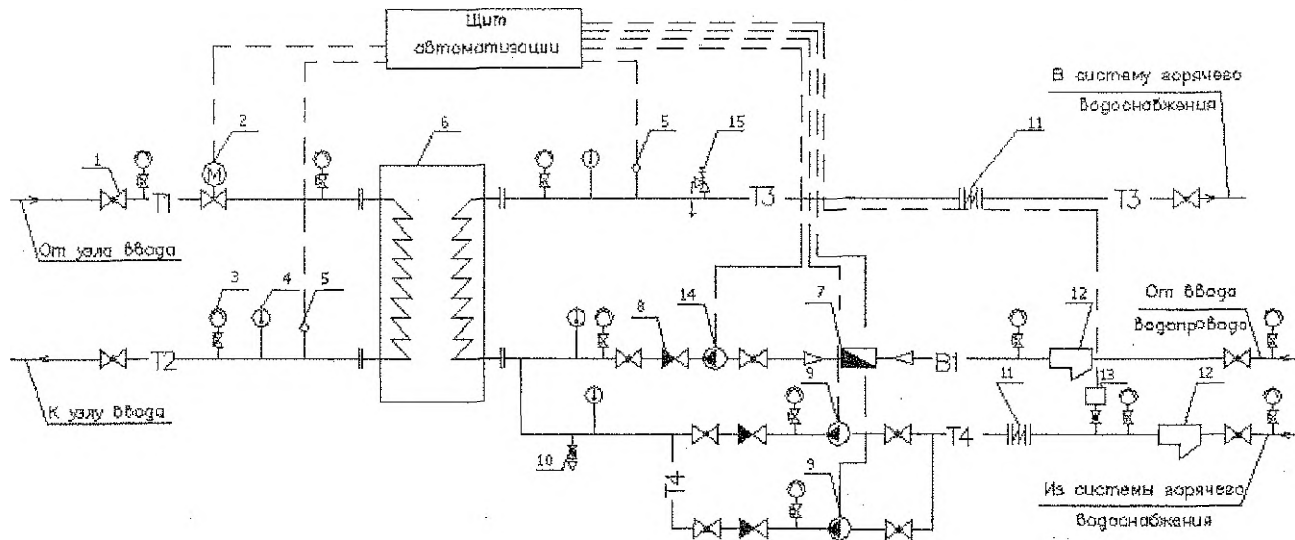 Щит
автоматизации
В систему горячего
водоснабжения
2
6
5
15
11
1
М
Т1
Т3
Т3
От узла ввода
3
4
5
8
14
7
12
От ввода
водопровода
Т2
В1
11
13
12
К узлу ввода
9
Т4
10
Т4
9
Из системы горячего
водоснабжения